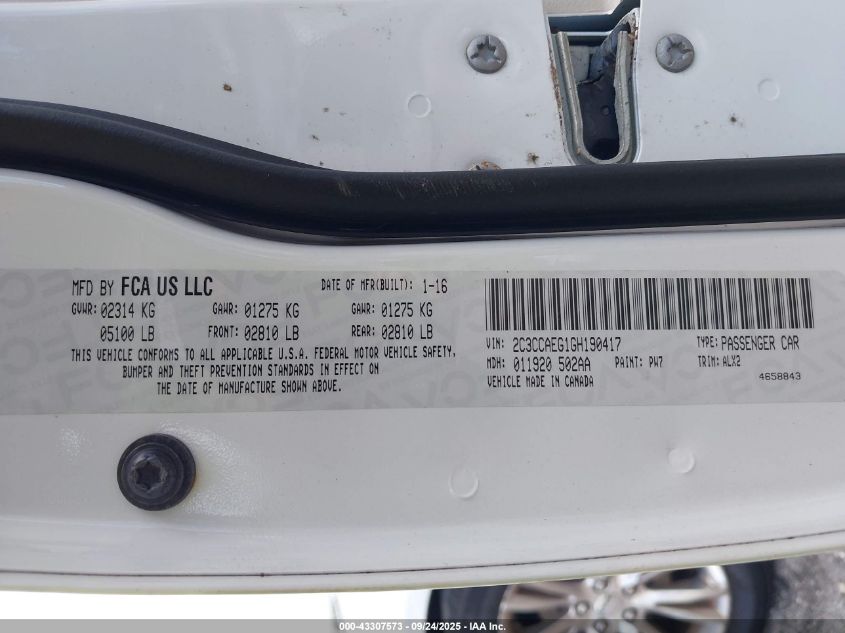 MFD BY FCA US LLC DATE OF MFR(BUILT): 1-16
GVWR: 02314 KG GAWR: 01275 KG GAWR: 01275 KG
05100 LB FRONT: 02810 LB REAR: 02810 LB
THIS VEHICLE CONFORMS TO ALL APPLICABLE U.S.A. FEDERAL MOTOR VEHICLE SAFETY,
BUMPER AND THEFT PREVENTION STANDARDS IN EFFECT ON
THE DATE OF MANUFACTURE SHOWN ABOVE.
VIN: 2C3CCAEG1GH190417 TYPE: PASSENGER CAR
MDH: 011920 502AA PAINT: PW7 TRIM: ALX2
VEHICLE MADE IN CANADA 4658843
000-43307573 - 09/24/2025 - IAA Inc.